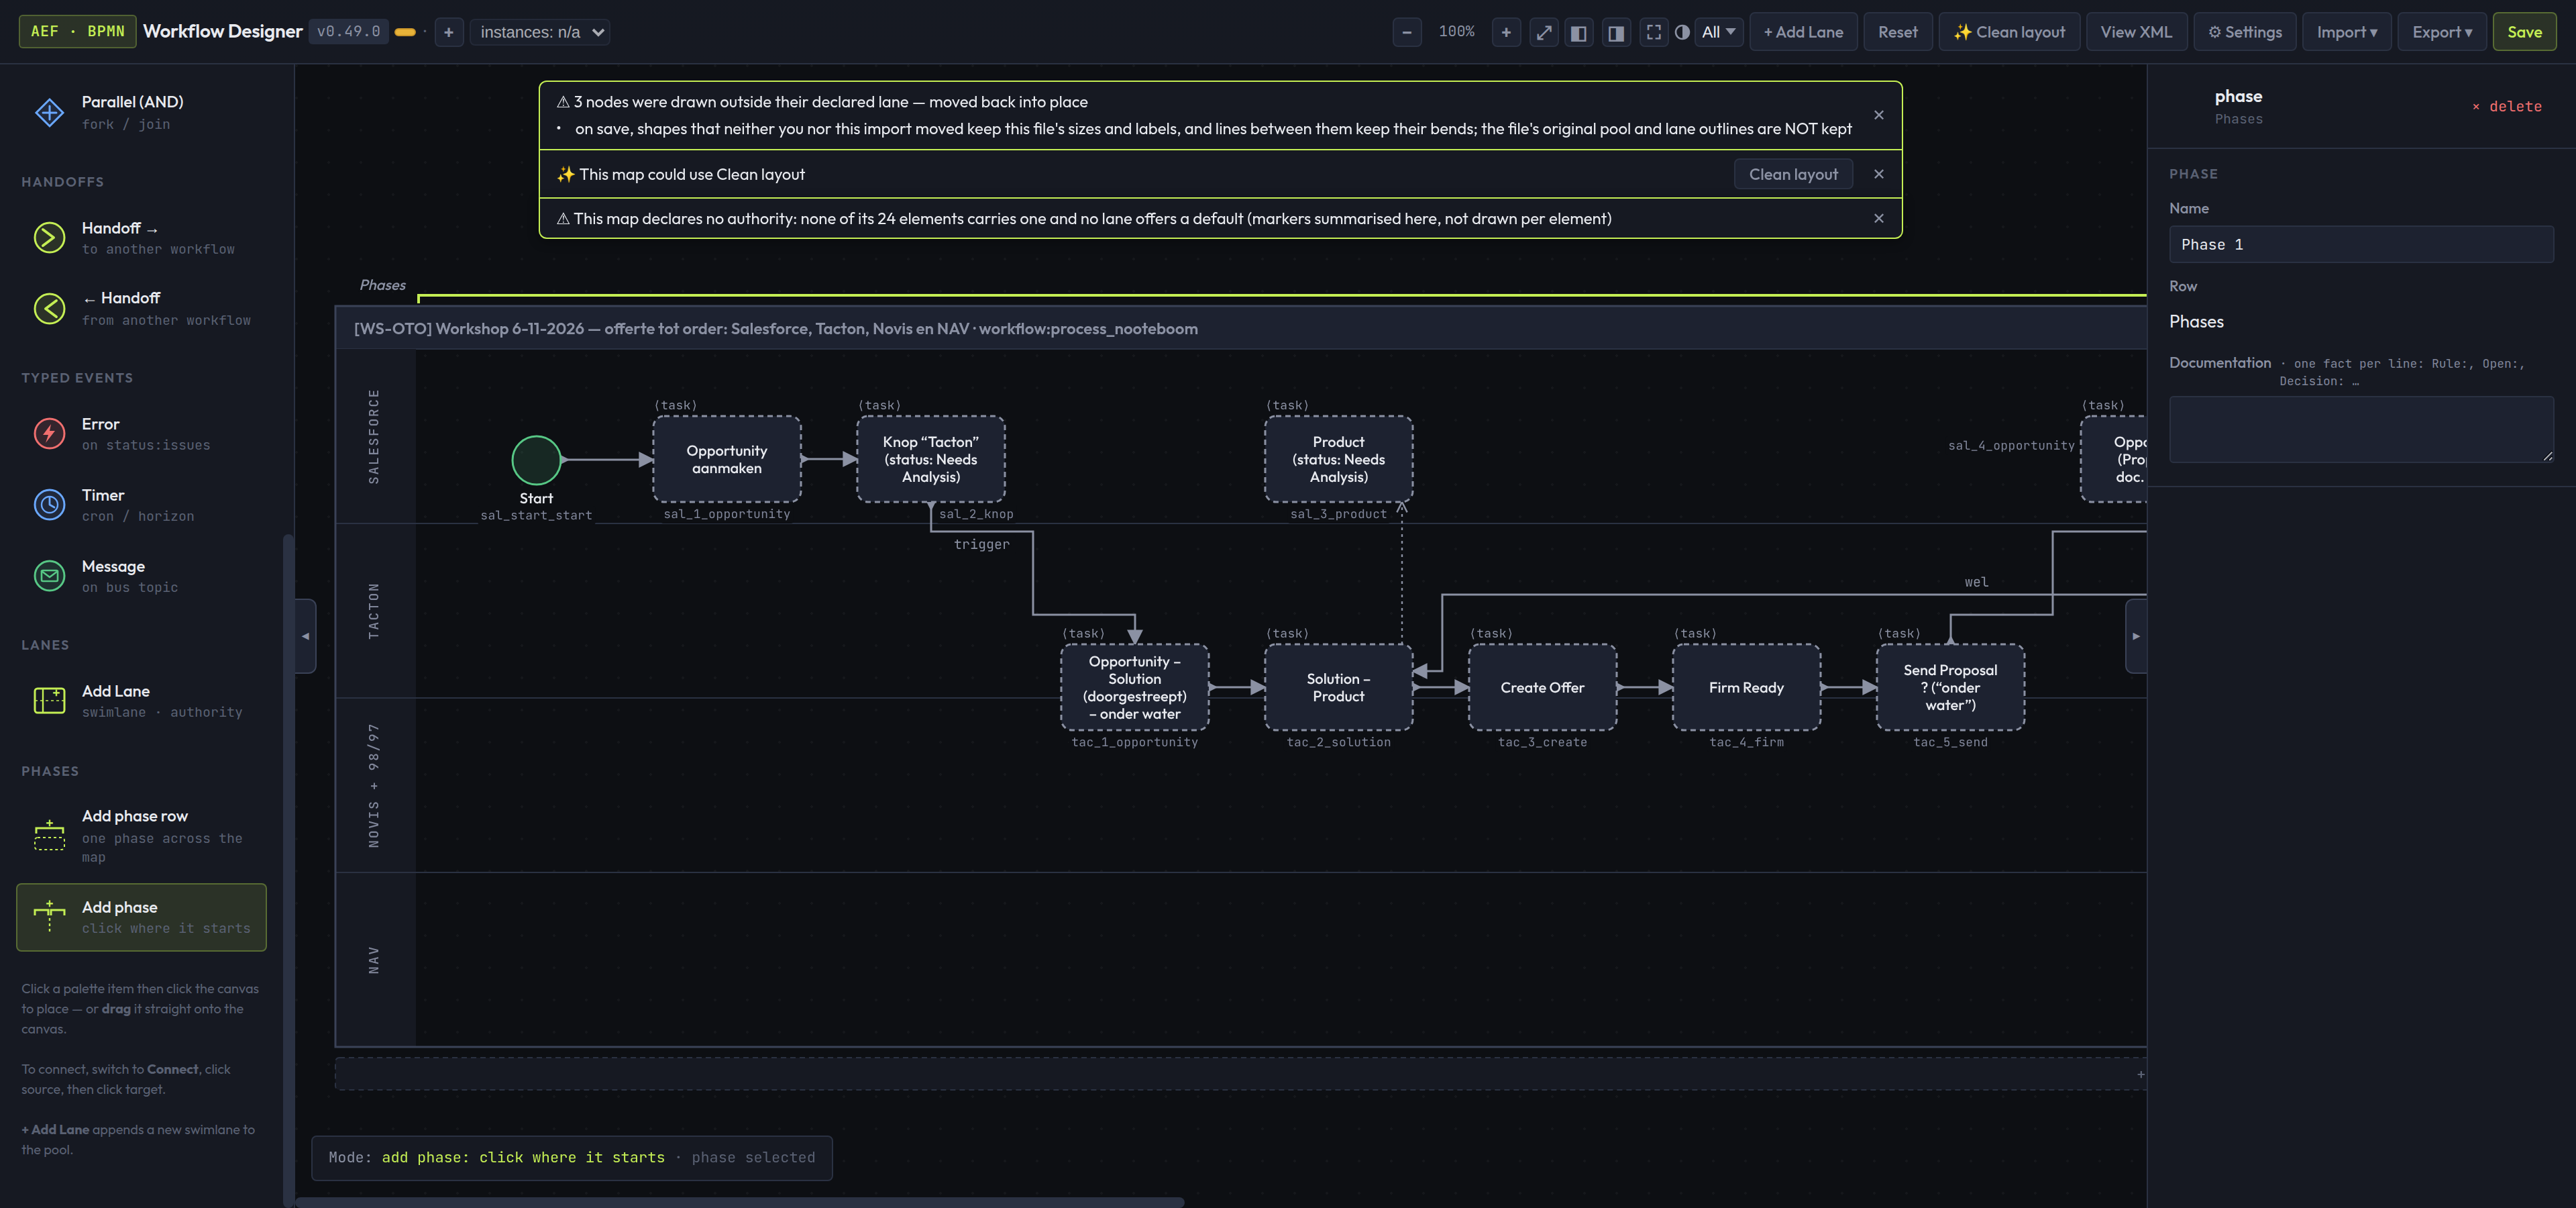 AEF · BPMN Workflow Designer v0.49.0 · + instances: n/a
− 100% + All + Add Lane Reset ✨ Clean layout View XML ⚙ Settings Import ▾ Export ▾ Save
Parallel (AND)
fork / join
HANDOFFS
Handoff →
to another workflow
← Handoff
from another workflow
TYPED EVENTS
Error
on status:issues
Timer
cron / horizon
Message
on bus topic
LANES
Add Lane
swimlane · authority
PHASES
Add phase row
one phase across the
map
Add phase
click where it starts
Click a palette item then click the canvas
to place — or drag it straight onto the
canvas.
To connect, switch to Connect, click
source, then click target.
+ Add Lane appends a new swimlane to
the pool.
⚠ 3 nodes were drawn outside their declared lane — moved back into place
• on save, shapes that neither you nor this import moved keep this file's sizes and labels, and lines between them keep their bends; the file's original pool and lane outlines are NOT kept
✨ This map could use Clean layout
Clean layout
⚠ This map declares no authority: none of its 24 elements carries one and no lane offers a default (markers summarised here, not drawn per element)
Phases
[WS-OTO] Workshop 6-11-2026 — offerte tot order: Salesforce, Tacton, Novis en NAV · workflow:process_nooteboom
SALESFORCE
Start
sal_start_start
(task)
Opportunity
aanmaken
sal_1_opportunity
(task)
Knop “Tacton”
(status: Needs
Analysis)
sal_2_knop
(task)
Product
(status: Needs
Analysis)
sal_3_product
(task)
sal_4_opportunity
doc.
trigger
wel
TACTON
(task)
Opportunity –
Solution
(doorgestreept)
– onder water
tac_1_opportunity
(task)
Solution –
Product
tac_2_solution
(task)
Create Offer
tac_3_create
(task)
Firm Ready
tac_4_firm
(task)
Send Proposal
? (“onder
water”)
tac_5_send
NOVIS + 98/97
NAV
+
Mode: add phase: click where it starts · phase selected
phase
Phases
× delete
PHASE
Name
Phase 1
Row
Phases
Documentation · one fact per line: Rule:, Open:,
Decision: …